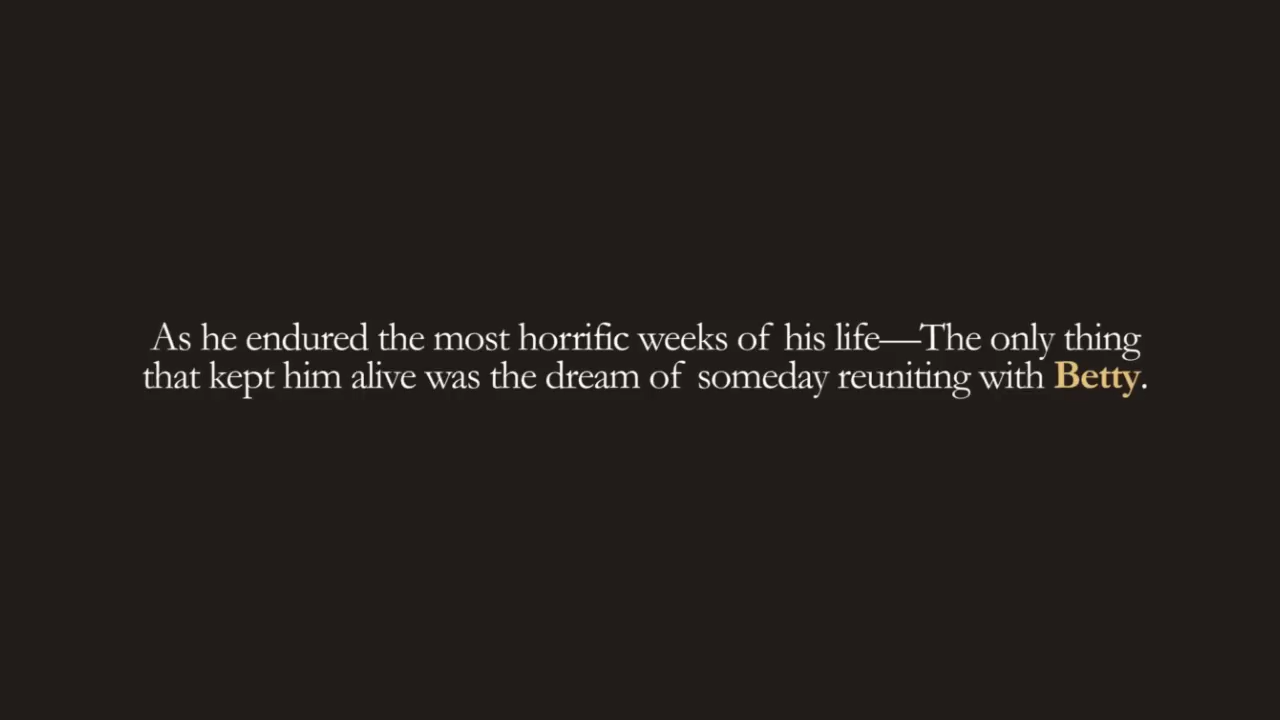 As he endured the most horrific weeks of his life—The only thing
that kept him alive was the dream of someday reuniting with Betty.